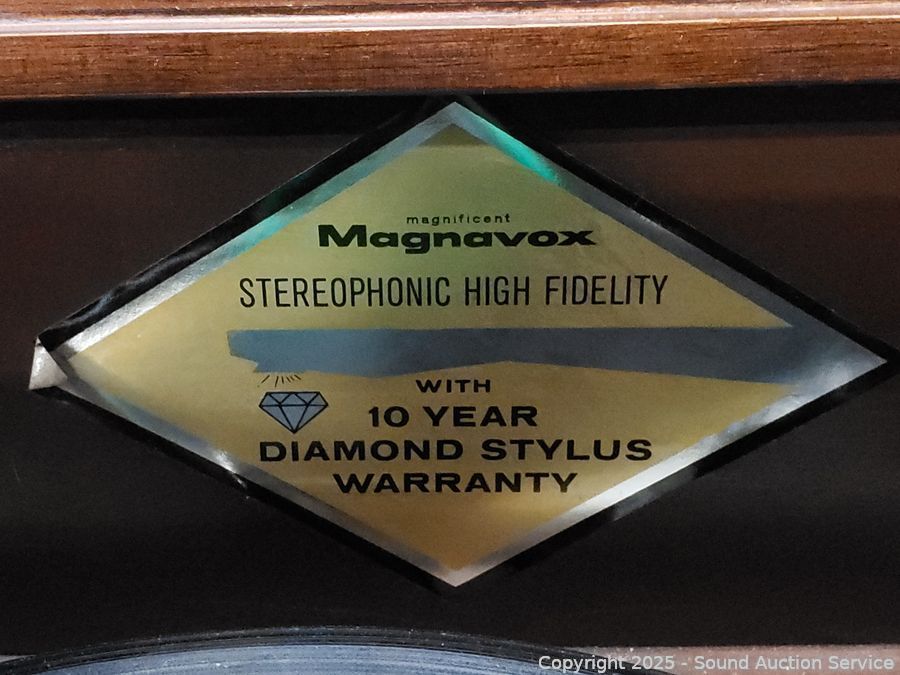 magnificent
Magnavox
STEREOPHONIC HIGH FIDELITY
WITH
10 YEAR
DIAMOND STYLUS
WARRANTY
Copyright 2025 - Sound Auction Service